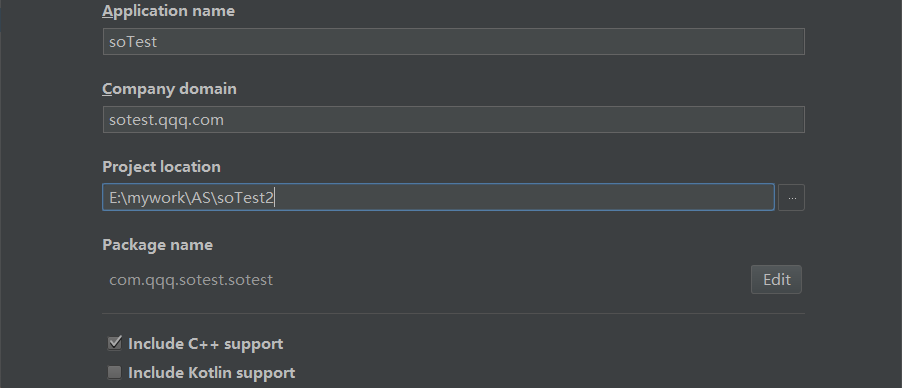 Application name
soTest
Company domain
sotest.qqq.com
Project location
E:\mywork\AS\soTest2
...
Package name
com.qqq.sotest.sotest
Edit
Include C++ support
Include Kotlin support